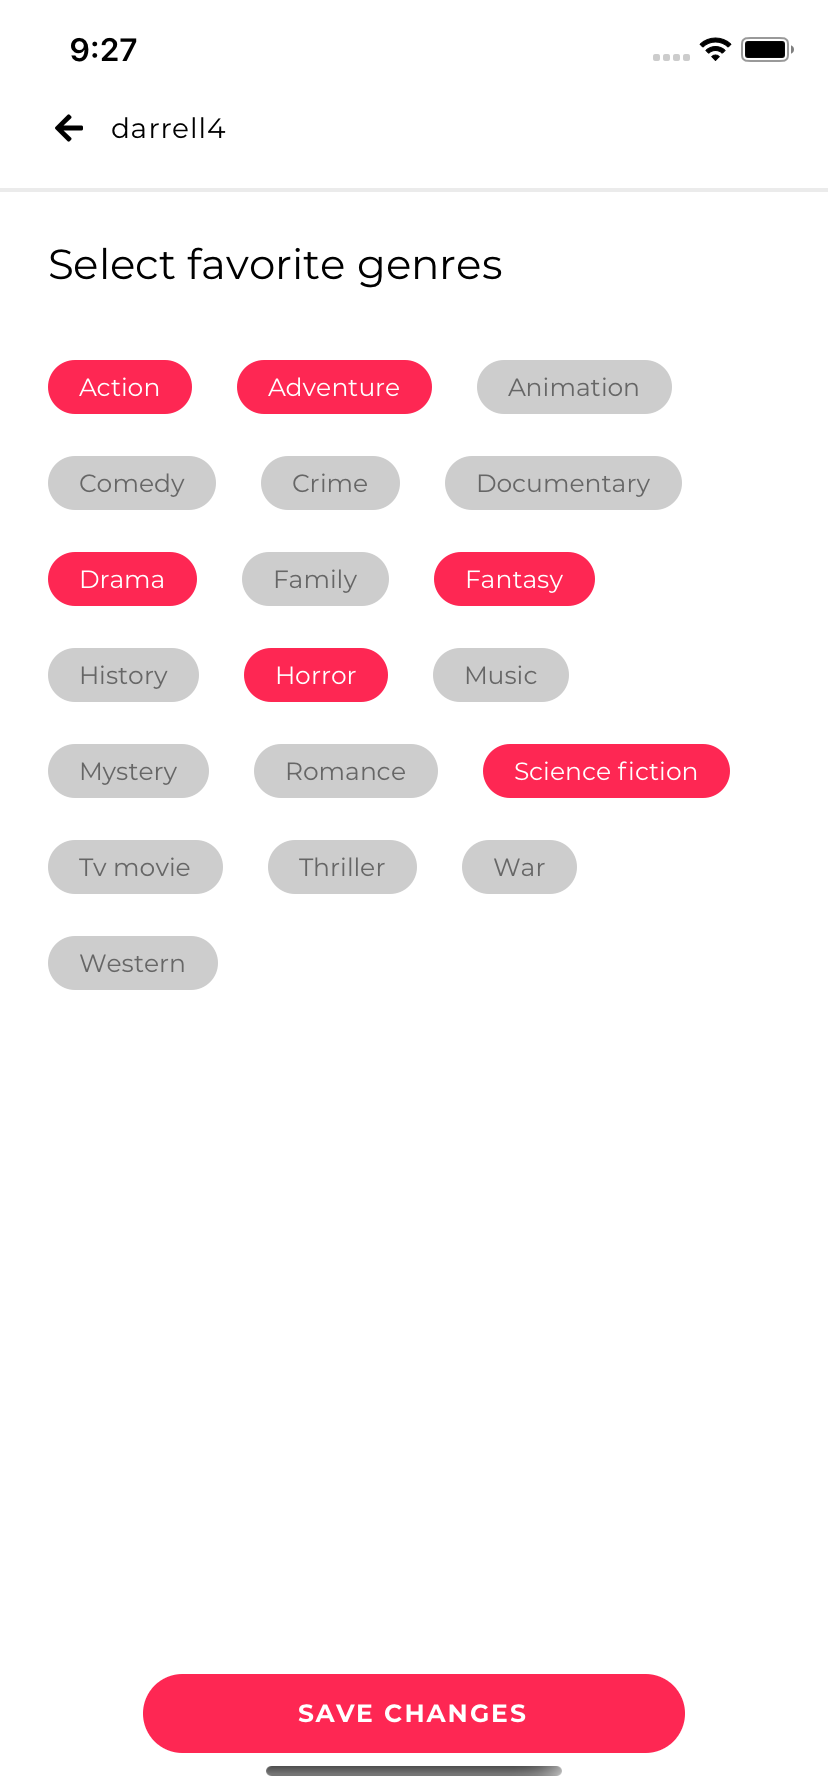 9:27
darrell4
Select favorite genres
Action Adventure Animation
Comedy Crime Documentary
Drama Family Fantasy
History Horror Music
Mystery Romance Science fiction
Tv movie Thriller War
Western
SAVE CHANGES